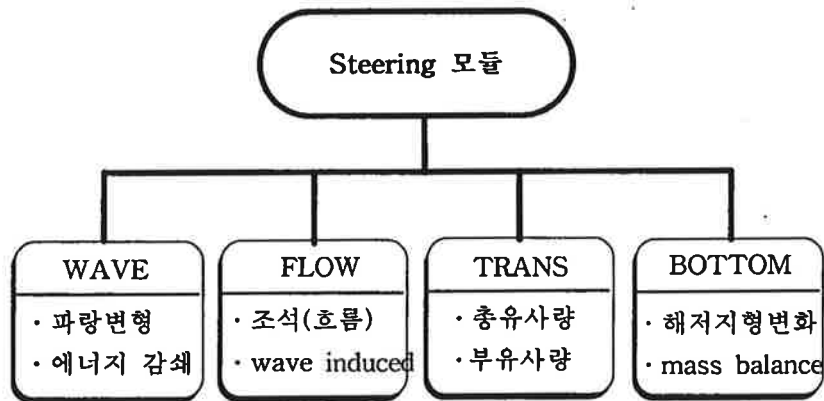 Steering 모듈
WAVE
· 파랑변형
· 에너지 감쇄
FLOW
· 조석(흐름)
· wave induced
TRANS
· 총유사량
· 부유사량
BOTTOM
· 해저지형변화
· mass balance